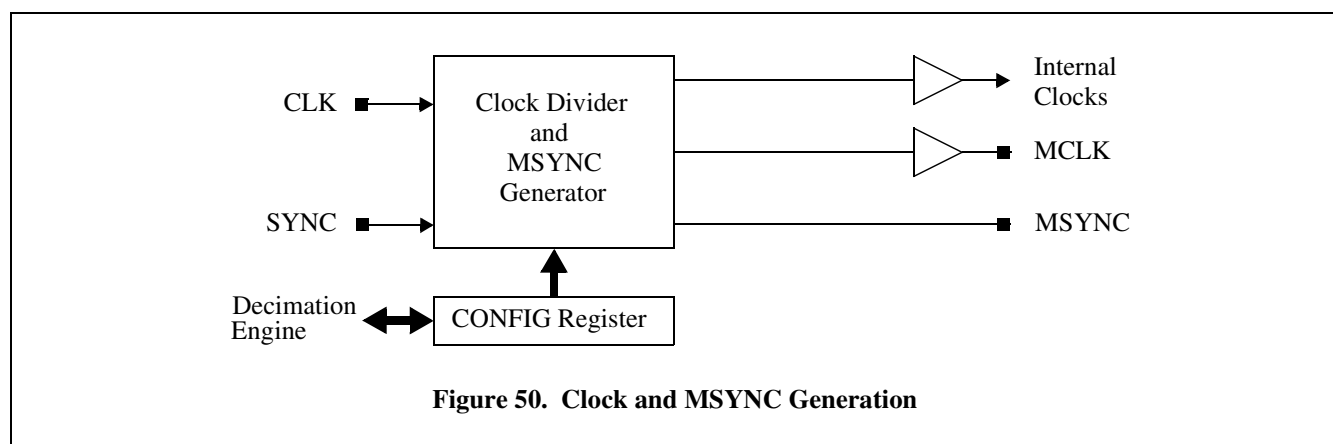 CLK
SYNC
Clock Divider
and
MSYNC
Generator
Internal
Clocks
MCLK
MSYNC
Decimation
Engine
CONFIG Register
Figure 50. Clock and MSYNC Generation